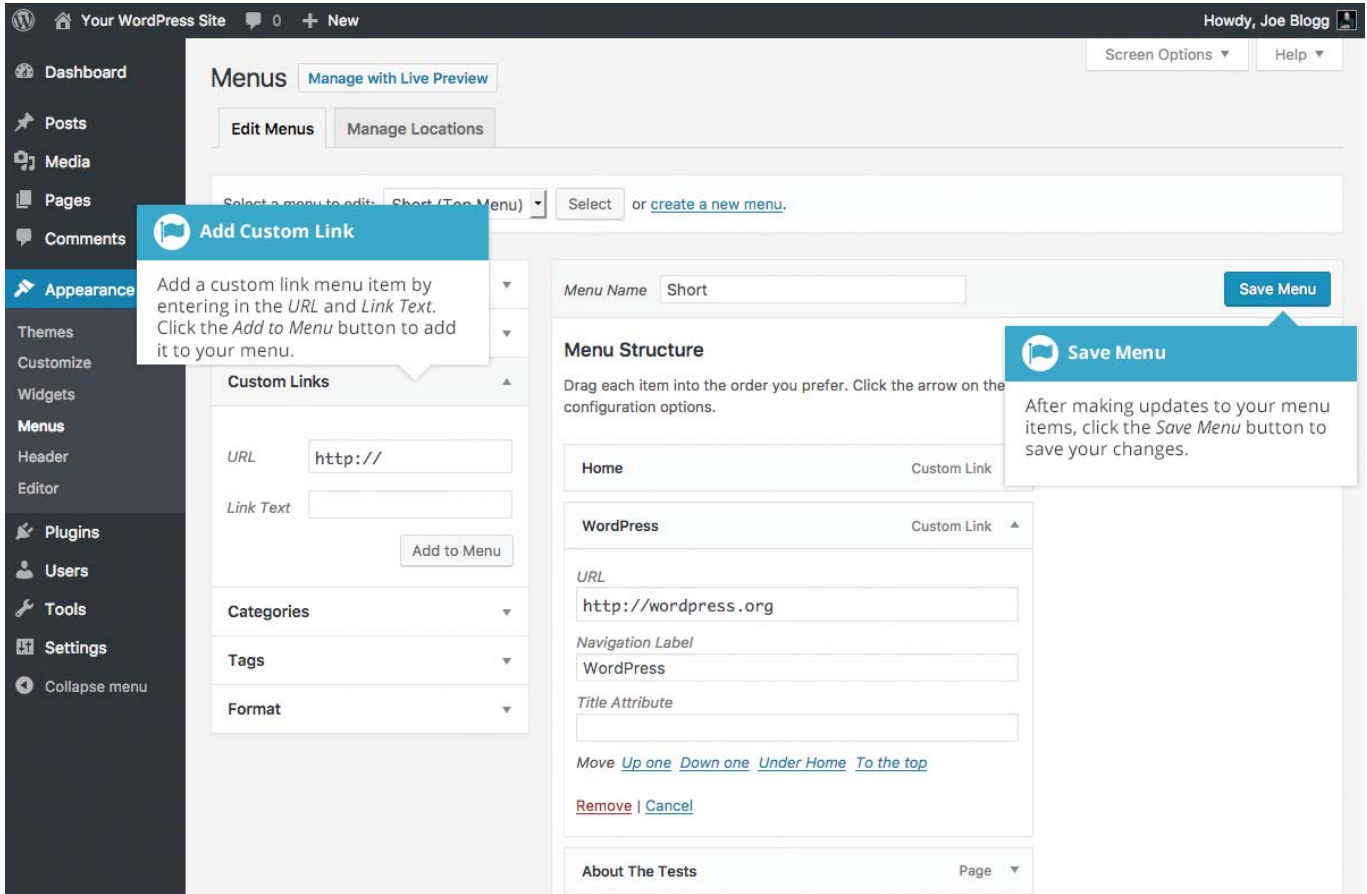 Your WordPress Site 0 + New Howdy, Joe Blogg
Screen Options ▼ Help ▼
Dashboard
Posts
Media
Pages
Comments
Appearance
Themes
Customize
Widgets
Menus
Header
Editor
Plugins
Users
Tools
Settings
Collapse menu
Menus Manage with Live Preview
Edit Menus Manage Locations
Select a menu to edit: Short (Top Menu) Select or create a new menu.
Add Custom Link
Add a custom link menu item by
entering in the URL and Link Text.
Click the Add to Menu button to add
it to your menu.
Custom Links
URL http://
Link Text
Add to Menu
Categories
Tags
Format
Menu Name Short Save Menu
Menu Structure
Drag each item into the order you prefer. Click the arrow on the
configuration options.
Save Menu
After making updates to your menu
items, click the Save Menu button to
save your changes.
Home Custom Link
WordPress Custom Link
URL
http://wordpress.org
Navigation Label
WordPress
Title Attribute
Move Up one Down one Under Home To the top
Remove | Cancel
About The Tests Page